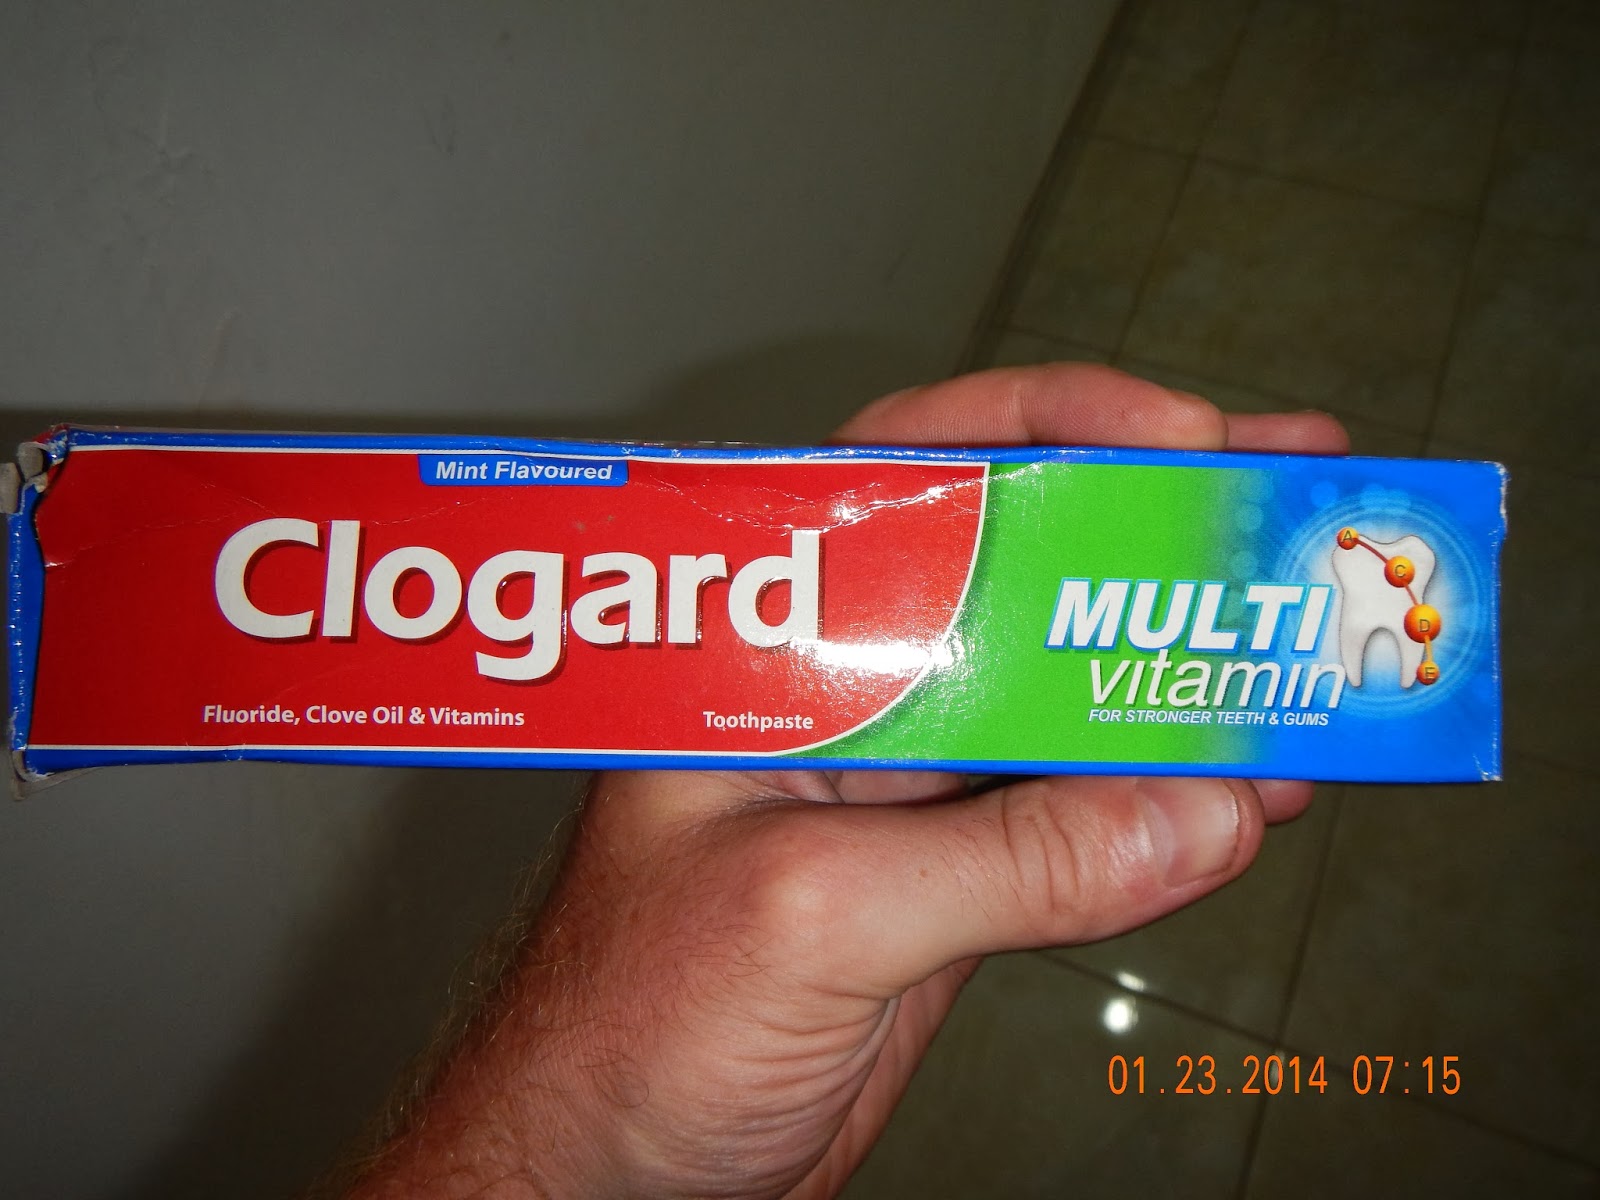 Mint Flavoured
Clogard
Fluoride, Clove Oil & Vitamins
Toothpaste
MULTI
vitamin
FOR STRONGER TEETH & GUMS
A
C
D
E
01.23.2014 07:15